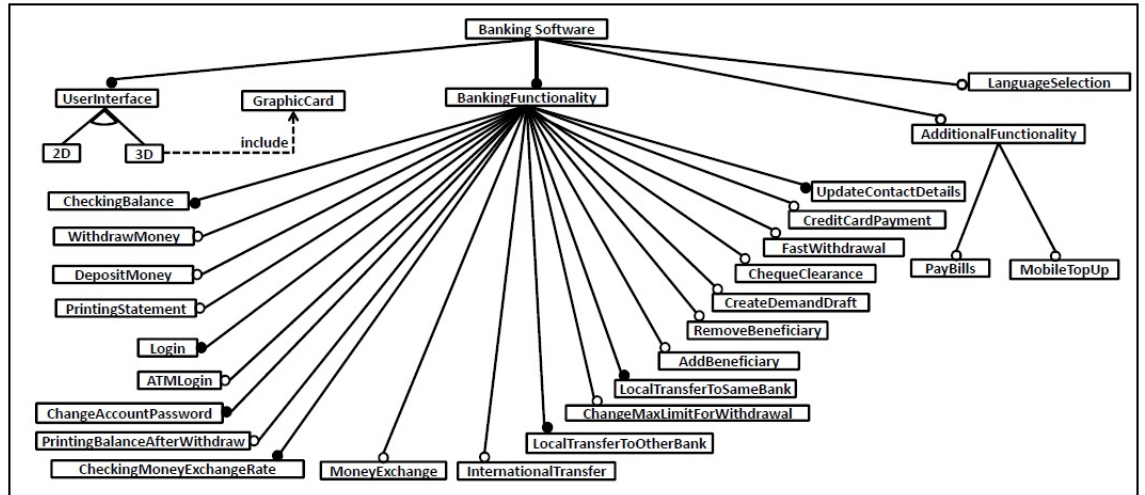 Banking Software
UserInterface
GraphicCard
BankingFunctionality
LanguageSelection
AdditionalFunctionality
2D
3D
include
CheckingBalance
WithdrawMoney
DepositMoney
PrintingStatement
Login
ATMLogin
ChangeAccountPassword
PrintingBalanceAfterWithdraw
CheckingMoneyExchangeRate
MoneyExchange
InternationalTransfer
LocalTransferToOtherBank
ChangeMaxLimitForWithdrawal
LocalTransferToSameBank
AddBeneficiary
RemoveBeneficiary
CreateDemandDraft
ChequeClearance
FastWithdrawal
CreditCardPayment
UpdateContactDetails
PayBills
MobileTopUp